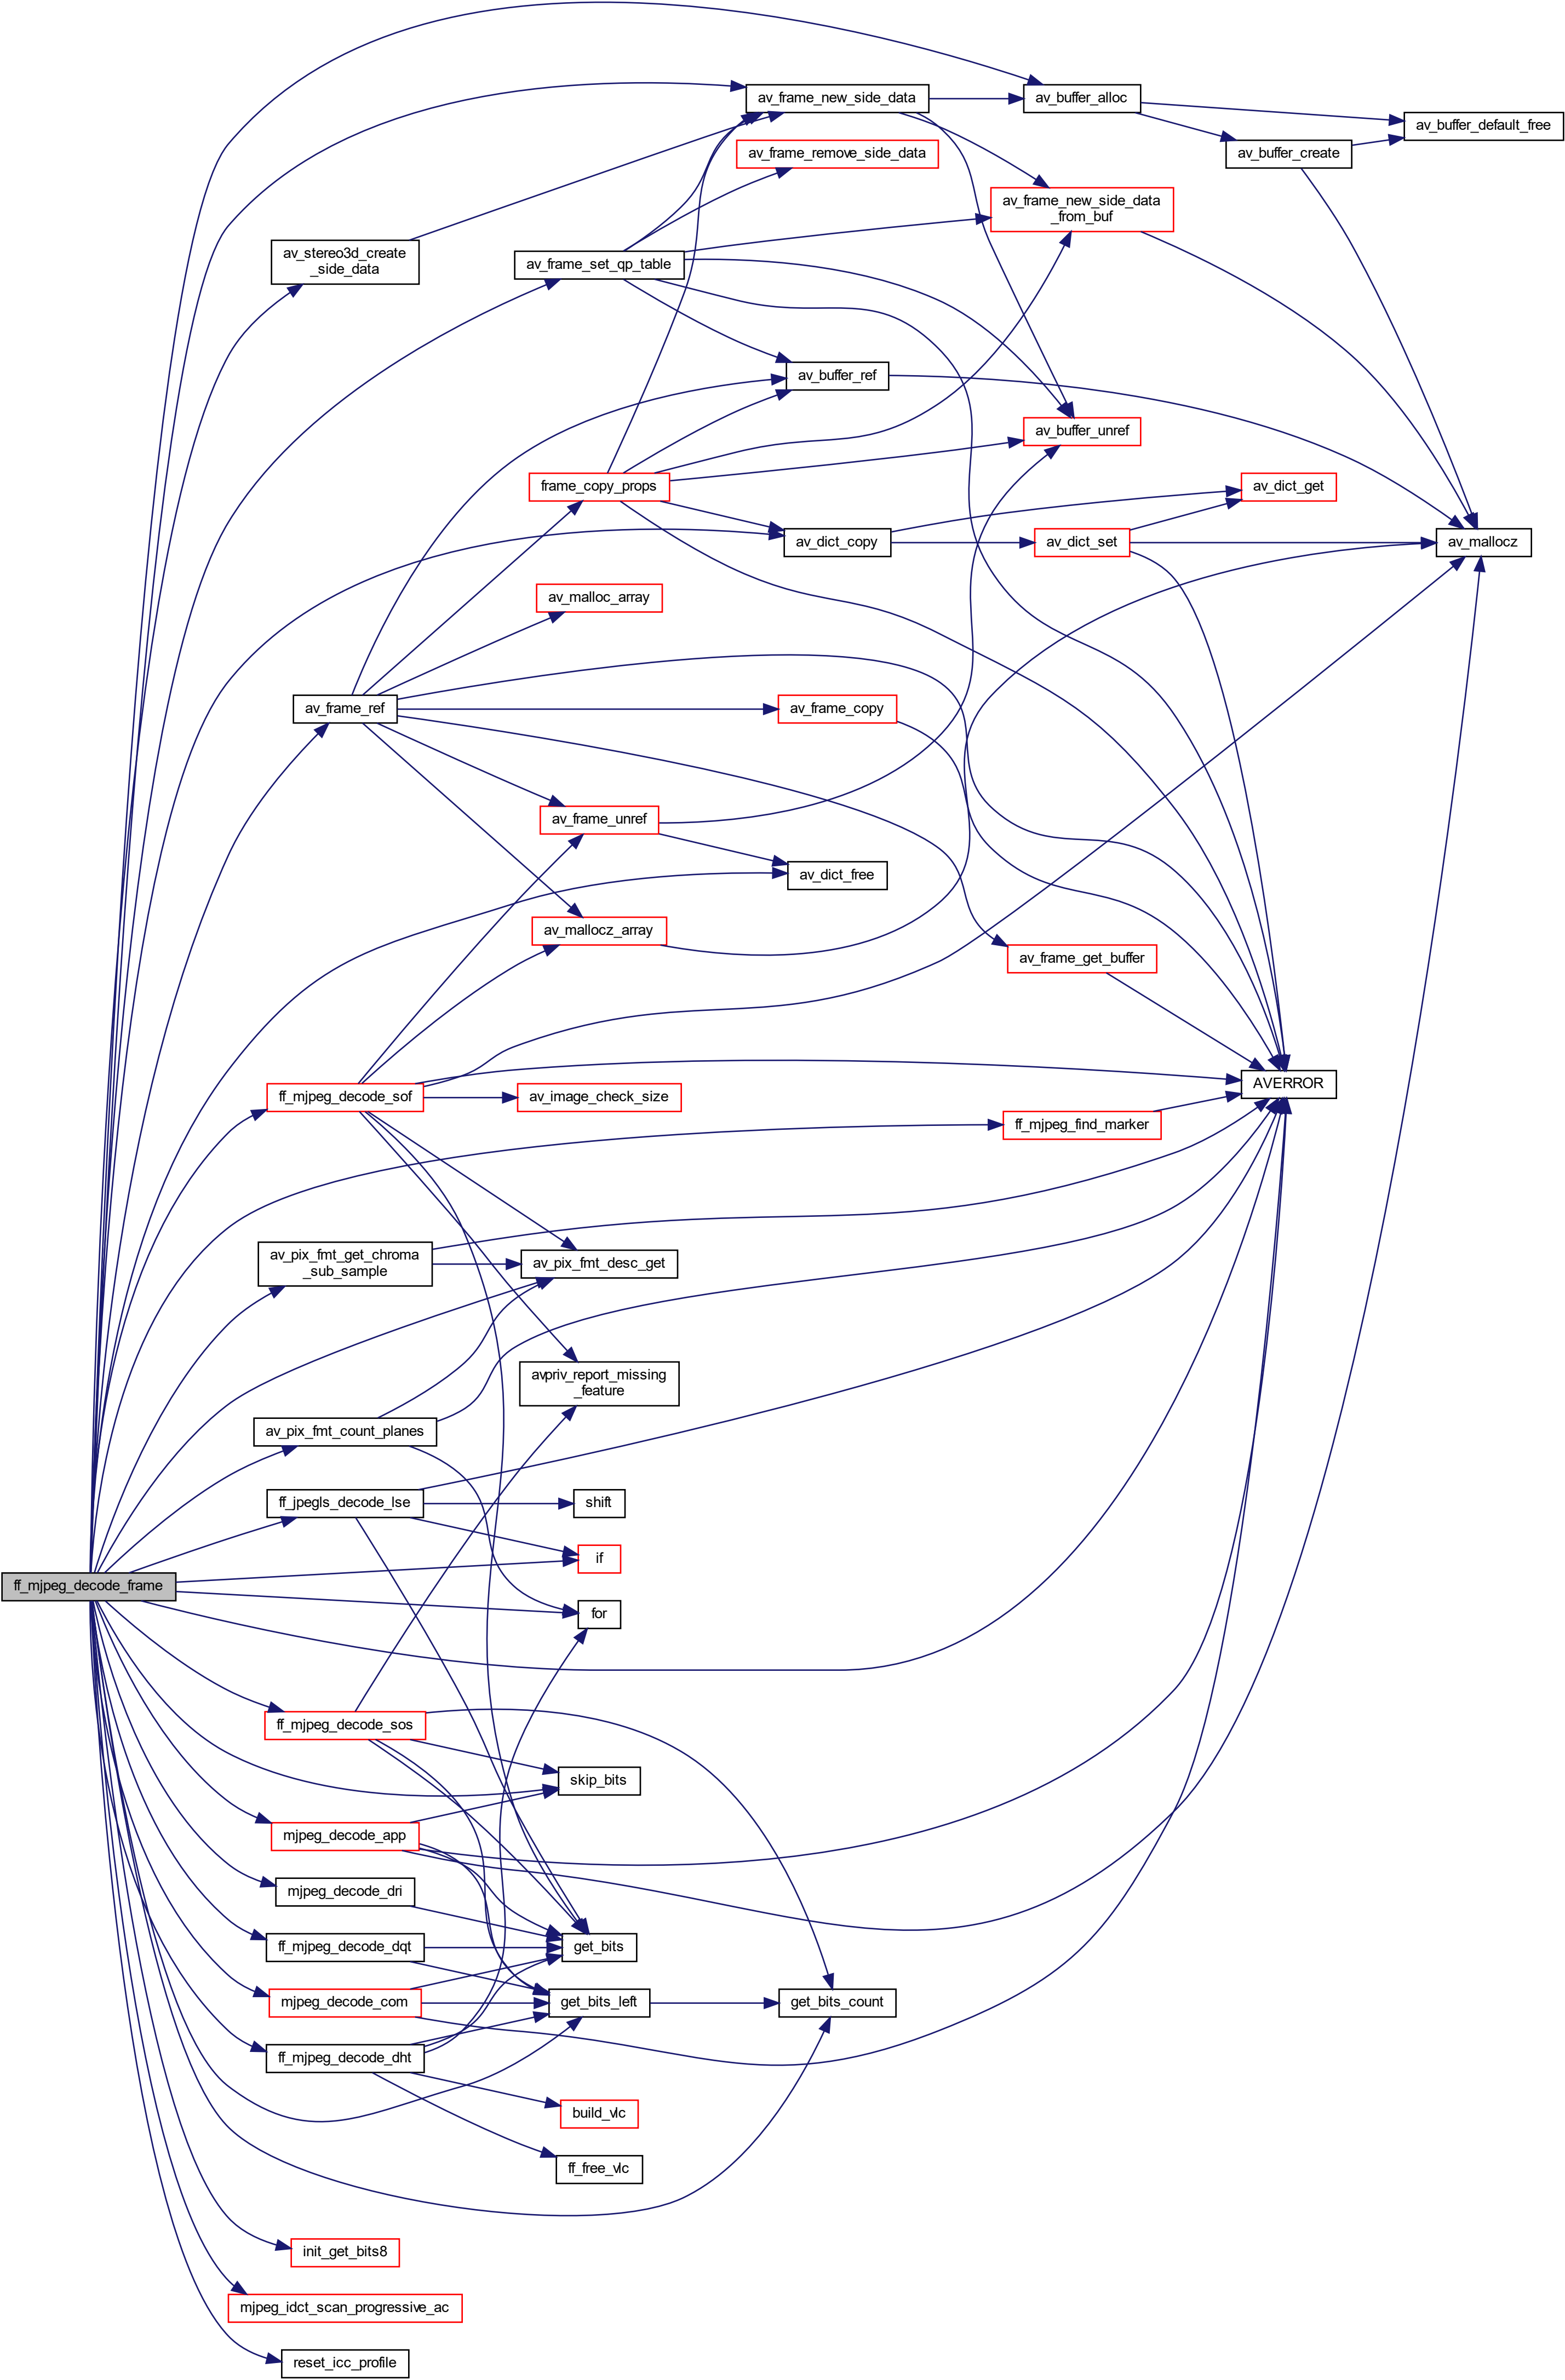 av_frame_new_side_data
av_buffer_alloc
av_buffer_default_free
av_frame_remove_side_data
av_buffer_create
av_frame_new_side_data
_from_buf
av_stereo3d_create
_side_data
av_frame_set_qp_table
av_buffer_ref
av_buffer_unref
frame_copy_props
av_dict_get
av_dict_copy
av_dict_set
av_mallocz
av_malloc_array
av_frame_ref
av_frame_copy
av_frame_unref
av_dict_free
av_mallocz_array
av_frame_get_buffer
AVERROR
ff_mjpeg_decode_sof
av_image_check_size
ff_mjpeg_find_marker
av_pix_fmt_get_chroma
_sub_sample
av_pix_fmt_desc_get
avpriv_report_missing
_feature
av_pix_fmt_count_planes
ff_jpegls_decode_lse
shift
if
ff_mjpeg_decode_frame
for
ff_mjpeg_decode_sos
skip_bits
mjpeg_decode_app
mjpeg_decode_dri
ff_mjpeg_decode_dqt
get_bits
mjpeg_decode_com
get_bits_left
get_bits_count
ff_mjpeg_decode_dht
build_vlc
ff_free_vlc
init_get_bits8
mjpeg_idct_scan_progressive_ac
reset_icc_profile